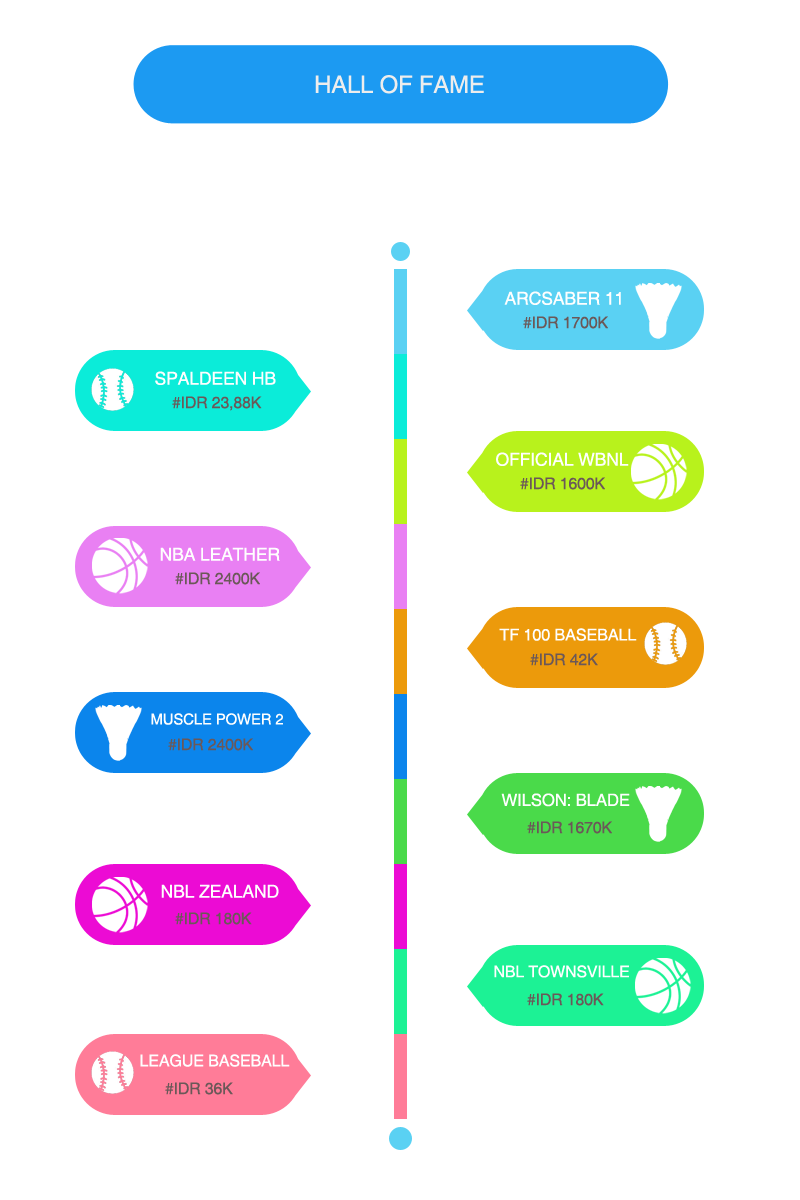 HALL OF FAME
ARCSABER 11
#IDR 1700K
SPALDEEN HB
#IDR 23,88K
OFFICIAL WBNL
#IDR 1600K
NBA LEATHER
#IDR 2400K
TF 100 BASEBALL
#IDR 42K
MUSCLE POWER 2
#IDR 2400K
WILSON: BLADE
#IDR 1670K
NBL ZEALAND
#IDR 180K
NBL TOWNSVILLE
#IDR 180K
LEAGUE BASEBALL
#IDR 36K